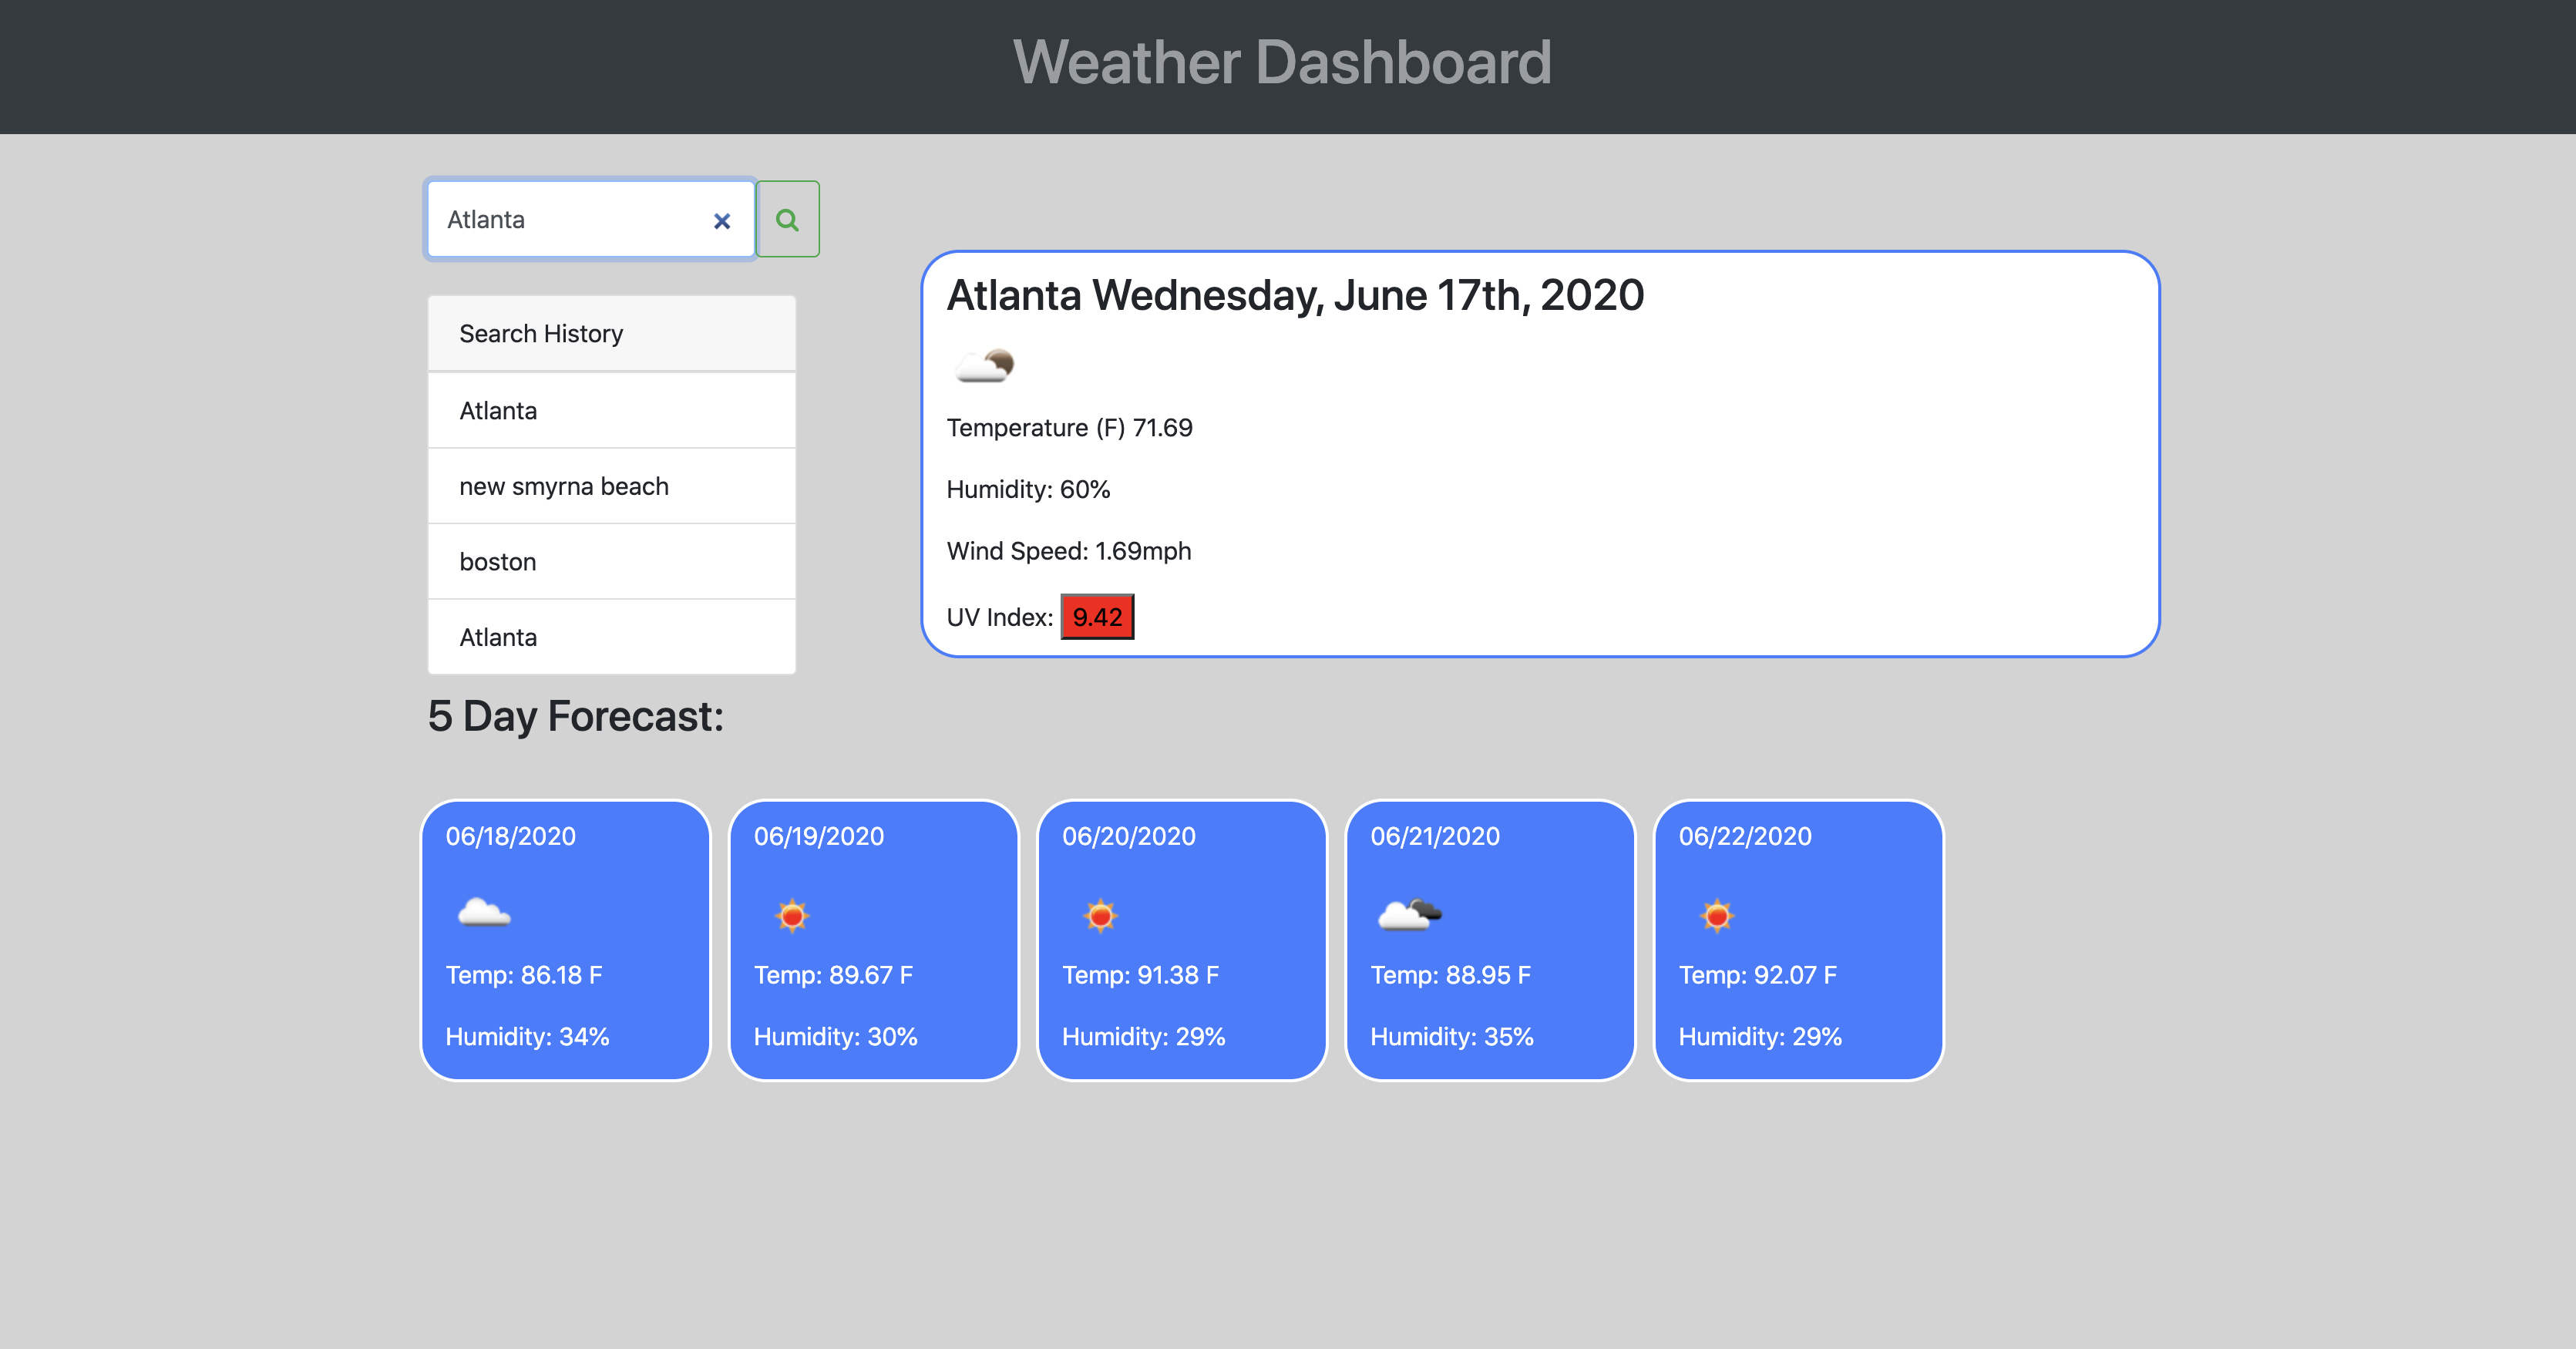 Weather Dashboard
Atlanta
Search History
Atlanta
new smyrna beach
boston
Atlanta
Atlanta Wednesday, June 17th, 2020
Temperature (F) 71.69
Humidity: 60%
Wind Speed: 1.69mph
UV Index: 9.42
5 Day Forecast:
06/18/2020
Temp: 86.18 F
Humidity: 34%
06/19/2020
Temp: 89.67 F
Humidity: 30%
06/20/2020
Temp: 91.38 F
Humidity: 29%
06/21/2020
Temp: 88.95 F
Humidity: 35%
06/22/2020
Temp: 92.07 F
Humidity: 29%